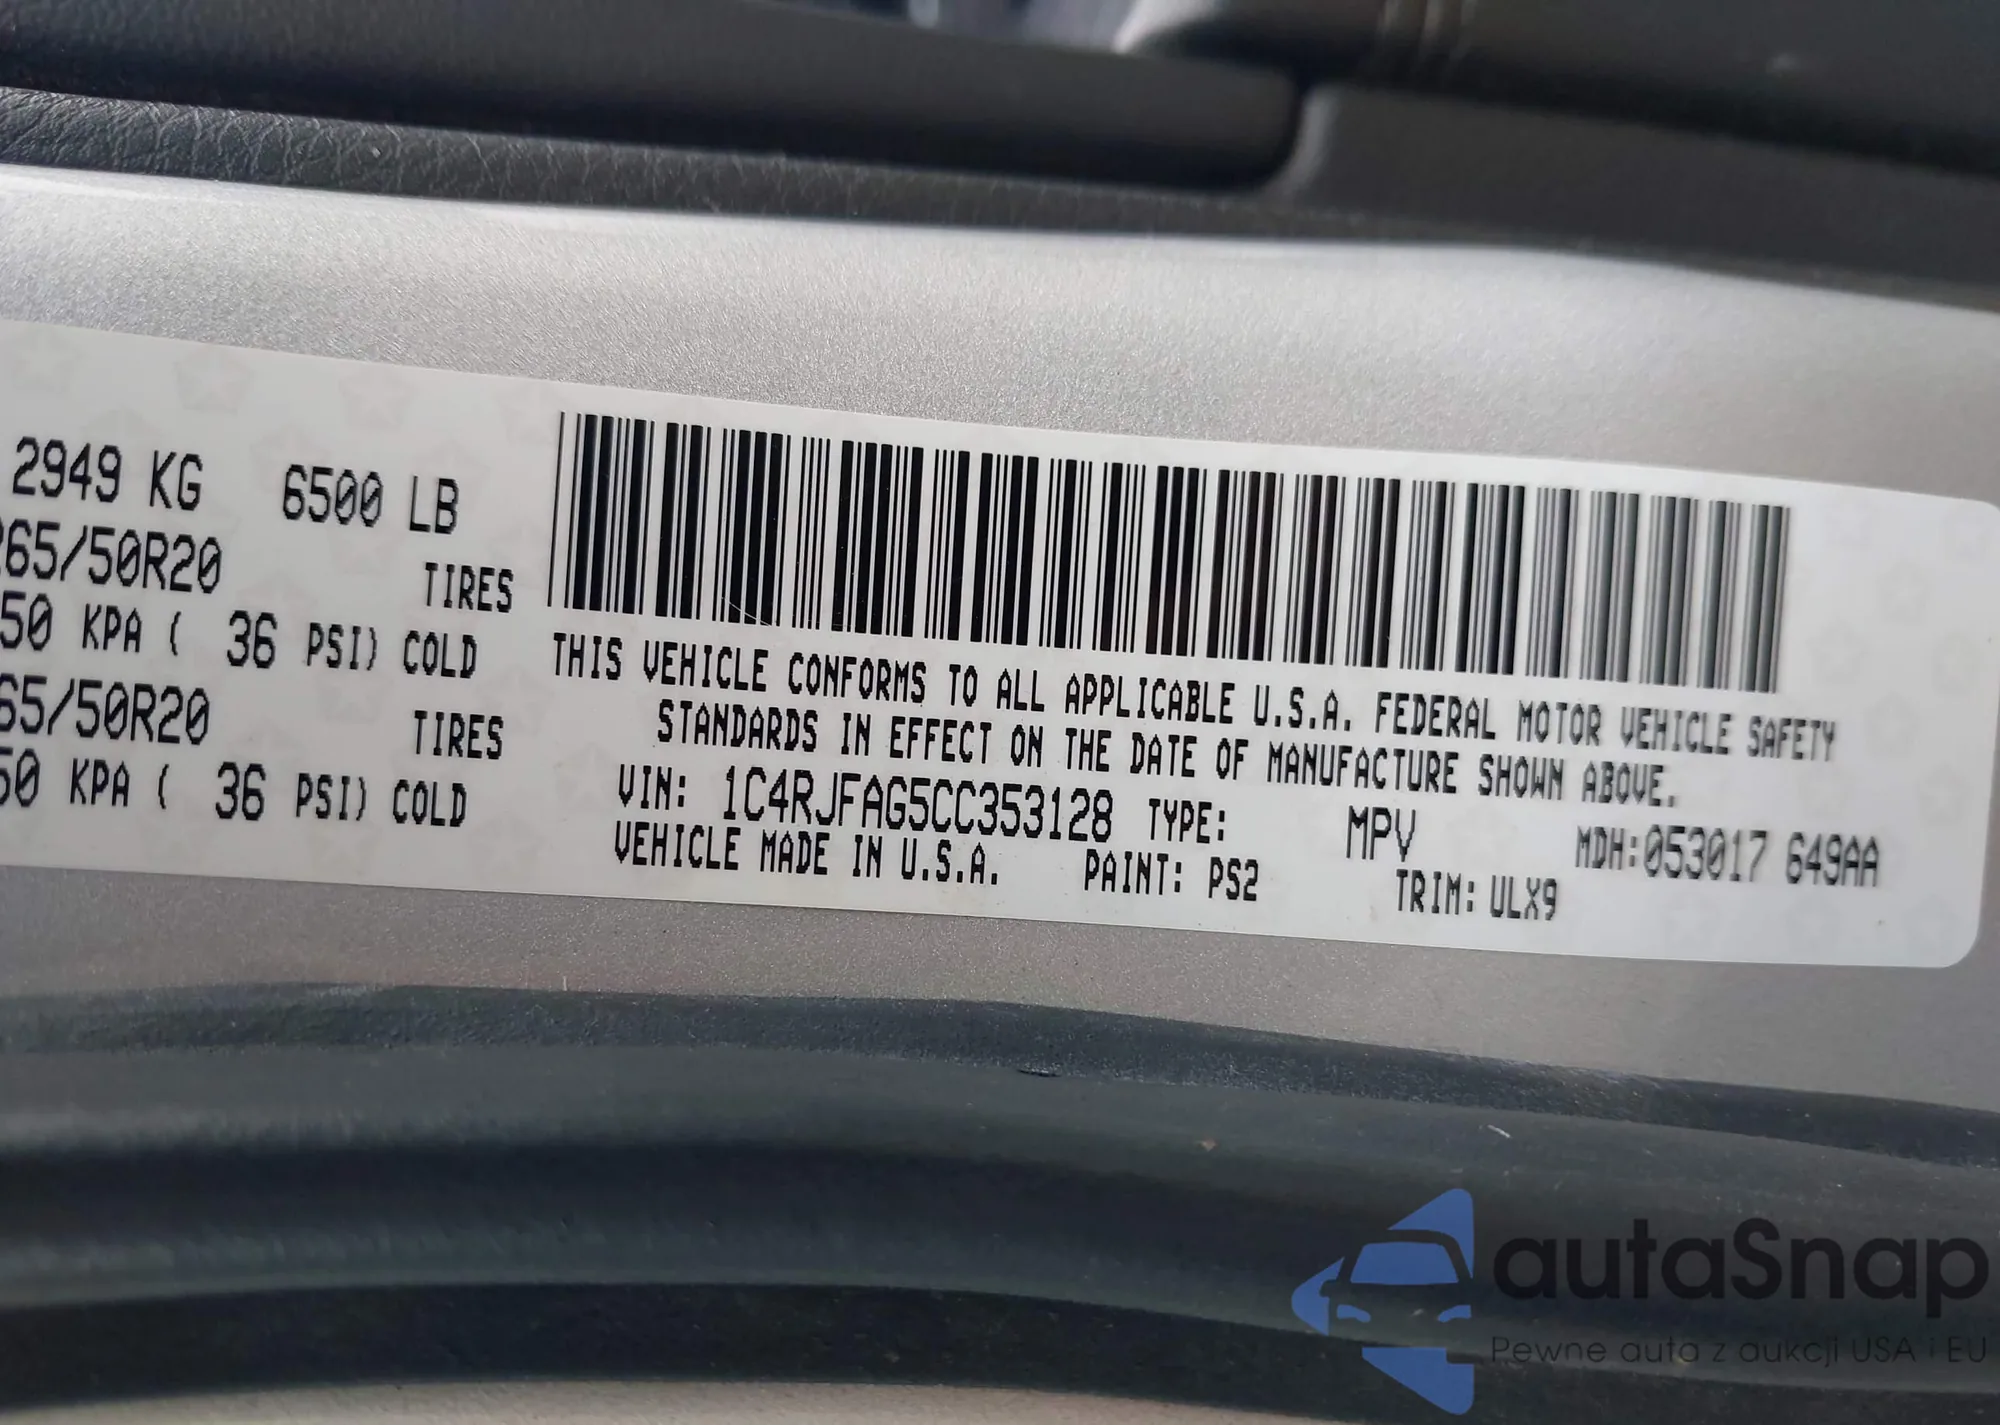 2949 KG 6500 LB
265/50R20 TIRES
50 KPA ( 36 PSI) COLD
65/50R20 TIRES
50 KPA ( 36 PSI) COLD
THIS VEHICLE CONFORMS TO ALL APPLICABLE U.S.A. FEDERAL MOTOR VEHICLE SAFETY
STANDARDS IN EFFECT ON THE DATE OF MANUFACTURE SHOWN ABOVE.
VIN: 1C4RJFAG5CC353128 TYPE: MPV MDH:053017 649AA
VEHICLE MADE IN U.S.A. PAINT: PS2 TRIM: ULX9
autaSnap
Pewne auta z aukcji USA i EU